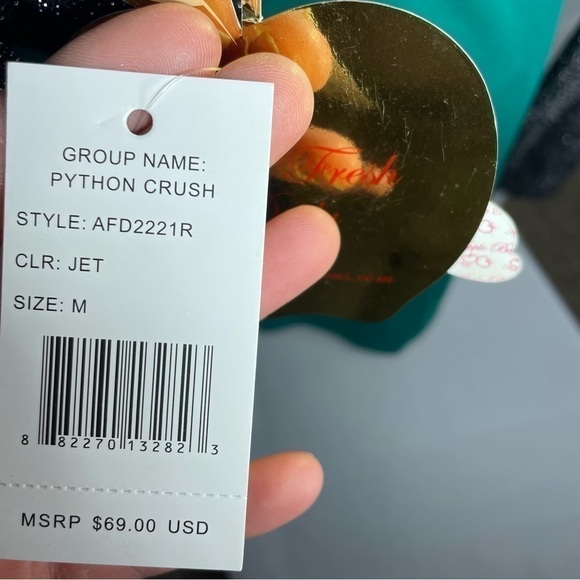 GROUP NAME:
PYTHON CRUSH
STYLE: AFD2221R
CLR: JET
SIZE: M
8 82270 13282 3
MSRP $69.00 USD
Fresh